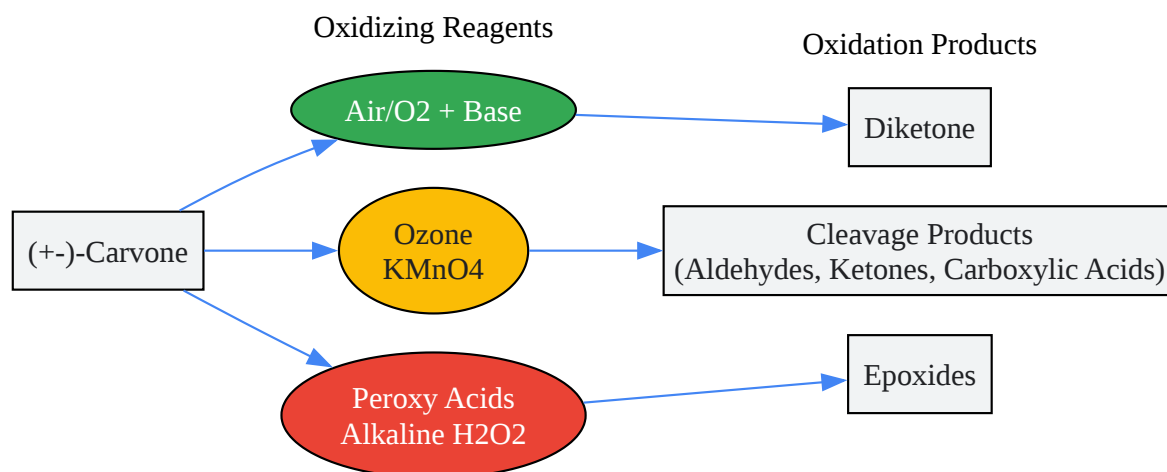 Oxidizing Reagents
Oxidation Products
Air/O2 + Base
Diketone
(+-)-Carvone
Ozone
KMnO4
Cleavage Products
(Aldehydes, Ketones, Carboxylic Acids)
Peroxy Acids
Alkaline H2O2
Epoxides